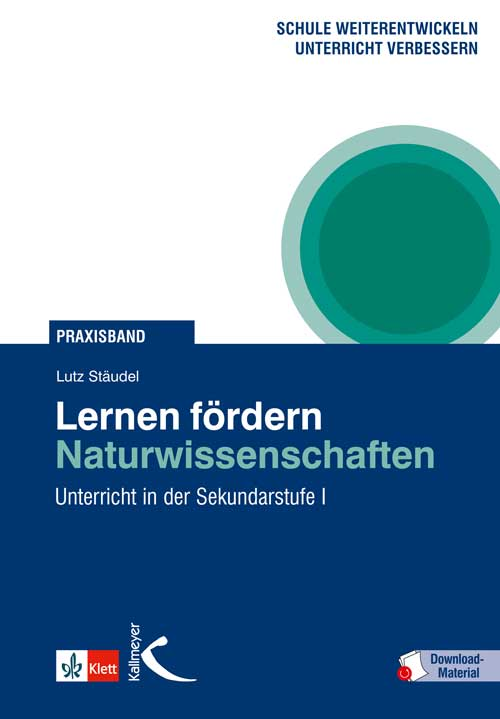 SCHULE WEITERENTWICKELN
UNTERRICHT VERBESSERN
PRAXISBAND
Lutz Stäudel
Lernen fördern
Naturwissenschaften
Unterricht in der Sekundarstufe I
Klett
Kallmeyer
Download-
Material